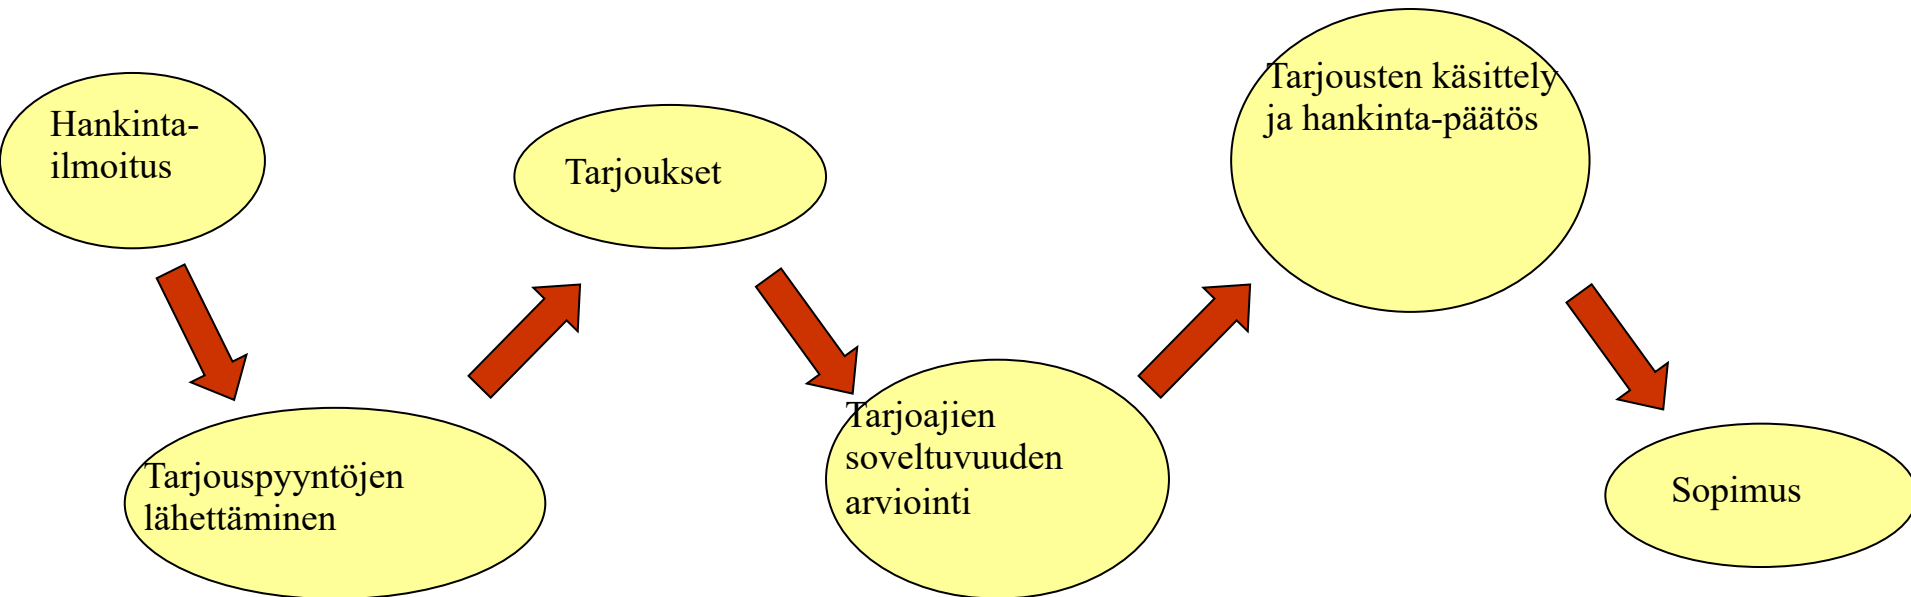 Hankinta-
ilmoitus
Tarjouspyyntöjen
lähettäminen
Tarjoukset
Tarjoajien
soveltuvuuden
arviointi
Tarjousten käsittely
ja hankinta-päätös
Sopimus